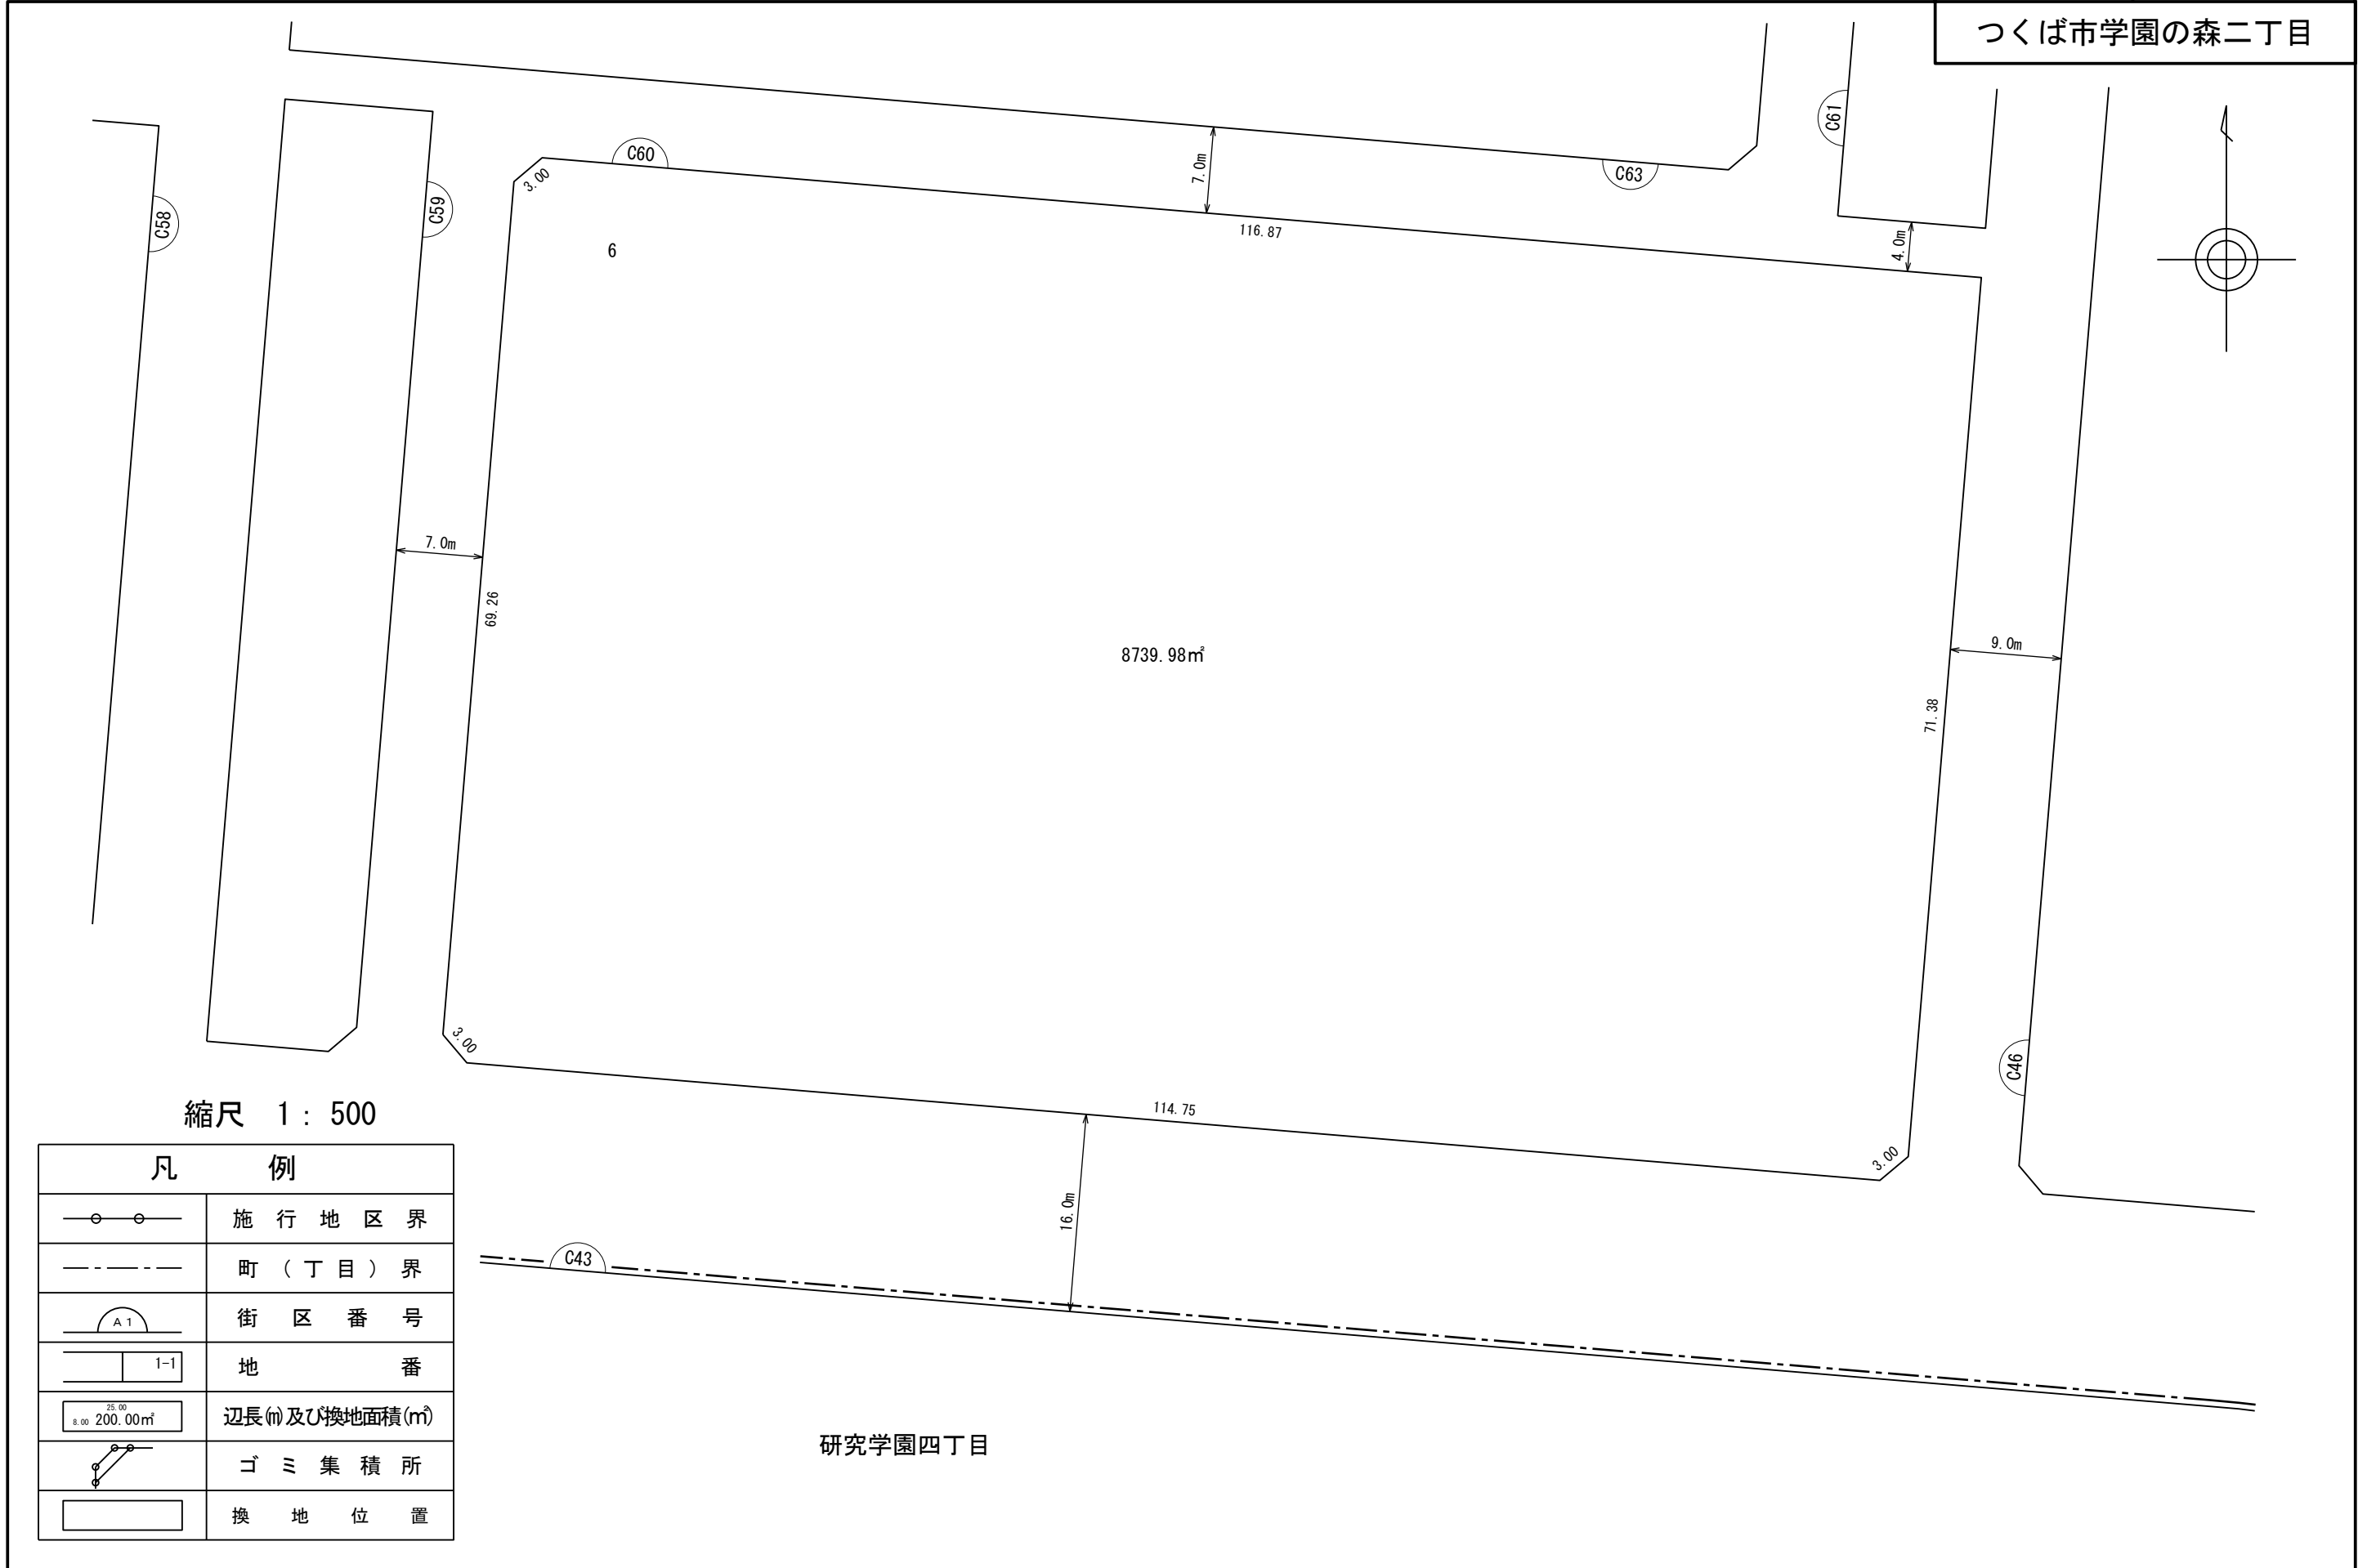 つくば市学園の森二丁目
C61
C60
7.0m
C63
3.00
C58
C59
116.87
4.0m
6
7.0m
69.26
8739.98㎡
9.0m
71.38
3.00
C46
縮尺 1: 500
114.75
3.00
16.0m
C43
凡 例
施行地区界
町(丁目)界
A1
街区番号
1-1
地番
25.00
8.00 200.00㎡
辺長(m)及び換地面積(㎡)
ゴミ集積所
換地位置
研究学園四丁目